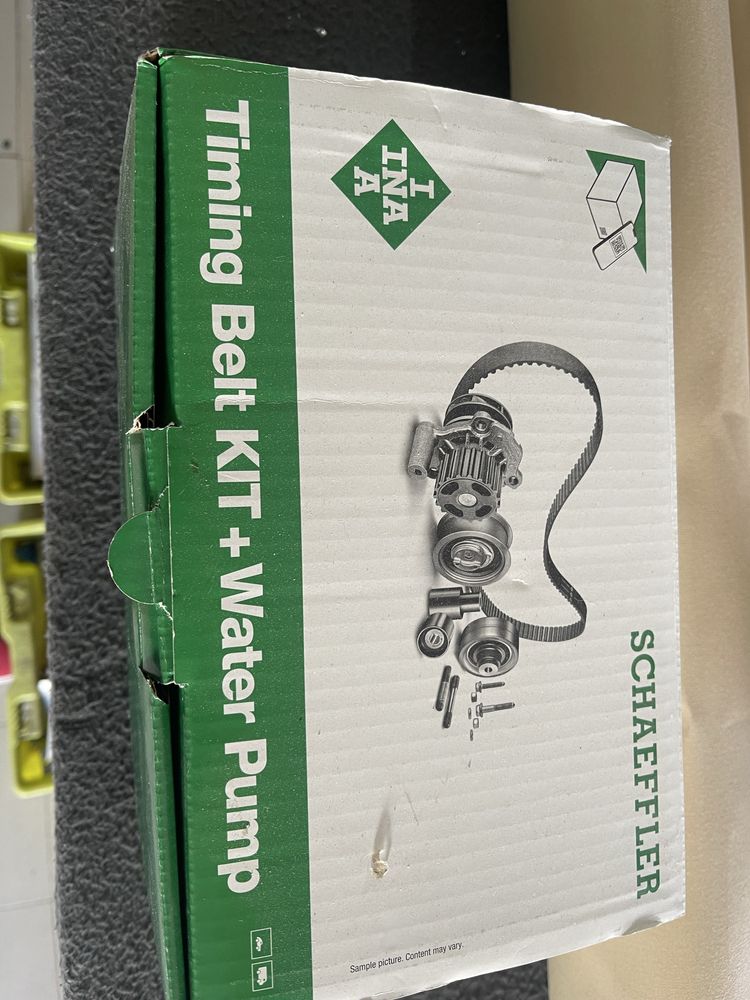 SCHAEFFLER
I
INA
A
Sample picture. Content may vary.
Timing Belt KIT + Water Pump